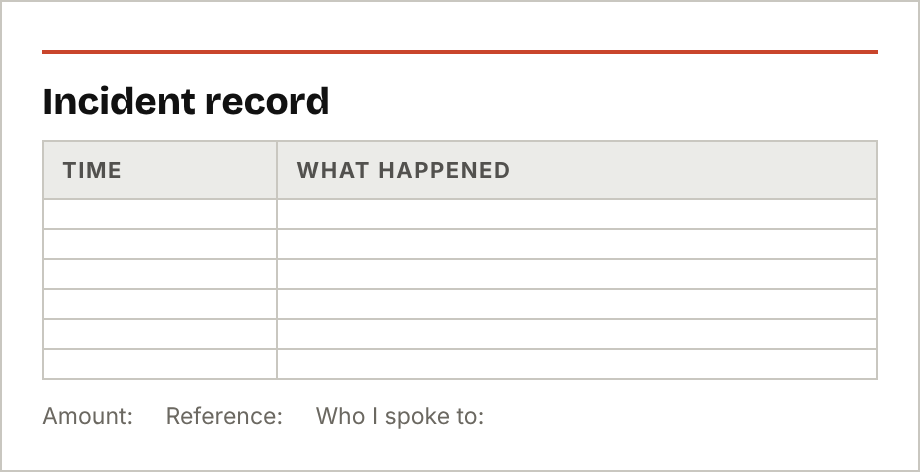 Incident record
TIME WHAT HAPPENED
Amount: Reference: Who I spoke to: